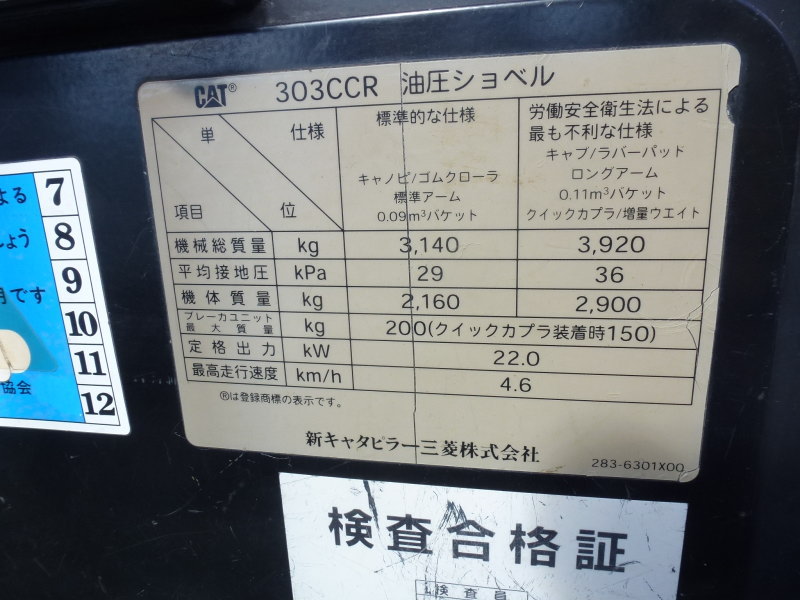 CAT® 303CCR 油圧ショベル
単位 仕様 項目
標準的な仕様
キャノピ/ゴムクローラ
標準アーム
0.09m³バケット
労働安全衛生法による
最も不利な仕様
キャブ/ラバーパッド
ロングアーム
0.11m³バケット
クイックカプラ/増量ウエイト
機械総質量 kg 3,140 3,920
平均接地圧 kPa 29 36
機体質量 kg 2,160 2,900
ブレーカユニット
最大質量 kg 200(クイックカプラ装着時150)
定格出力 kW 22.0
最高走行速度 km/h 4.6
®は登録商標の表示です。
新キャタピラー三菱株式会社
283-6301X00
よる
しょう
月です
協会
7
8
9
10
11
12
検査合格証
検査員